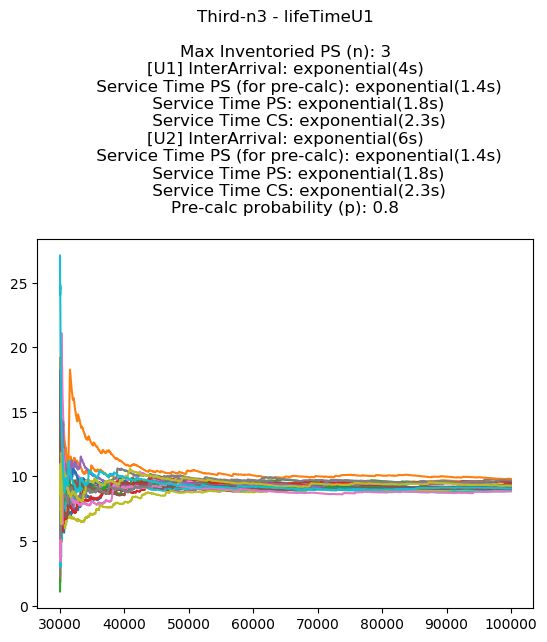 Third-n3 - lifeTimeU1
Max Inventoried PS (n): 3
[U1] InterArrival: exponential(4s)
Service Time PS (for pre-calc): exponential(1.4s)
Service Time PS: exponential(1.8s)
Service Time CS: exponential(2.3s)
[U2] InterArrival: exponential(6s)
Service Time PS (for pre-calc): exponential(1.4s)
Service Time PS: exponential(1.8s)
Service Time CS: exponential(2.3s)
Pre-calc probability (p): 0.8
25
20
15
10
5
0
30000 40000 50000 60000 70000 80000 90000 100000